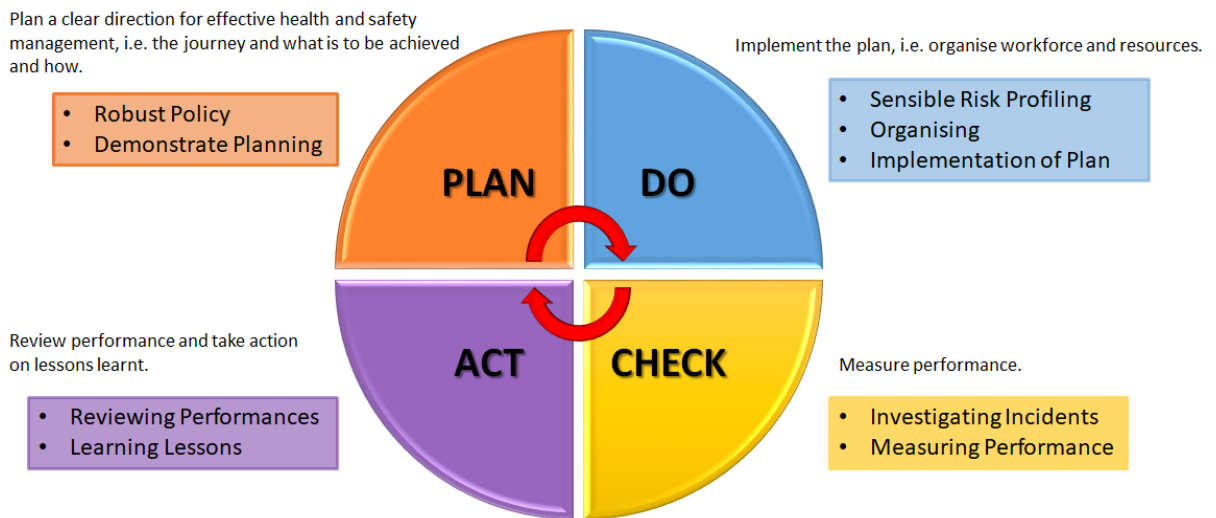 Plan a clear direction for effective health and safety
management, i.e. the journey and what is to be achieved
and how.
• Robust Policy
• Demonstrate Planning
PLAN
Implement the plan, i.e. organise workforce and resources.
• Sensible Risk Profiling
• Organising
• Implementation of Plan
DO
Review performance and take action
on lessons learnt.
• Reviewing Performances
• Learning Lessons
ACT
CHECK
Measure performance.
• Investigating Incidents
• Measuring Performance